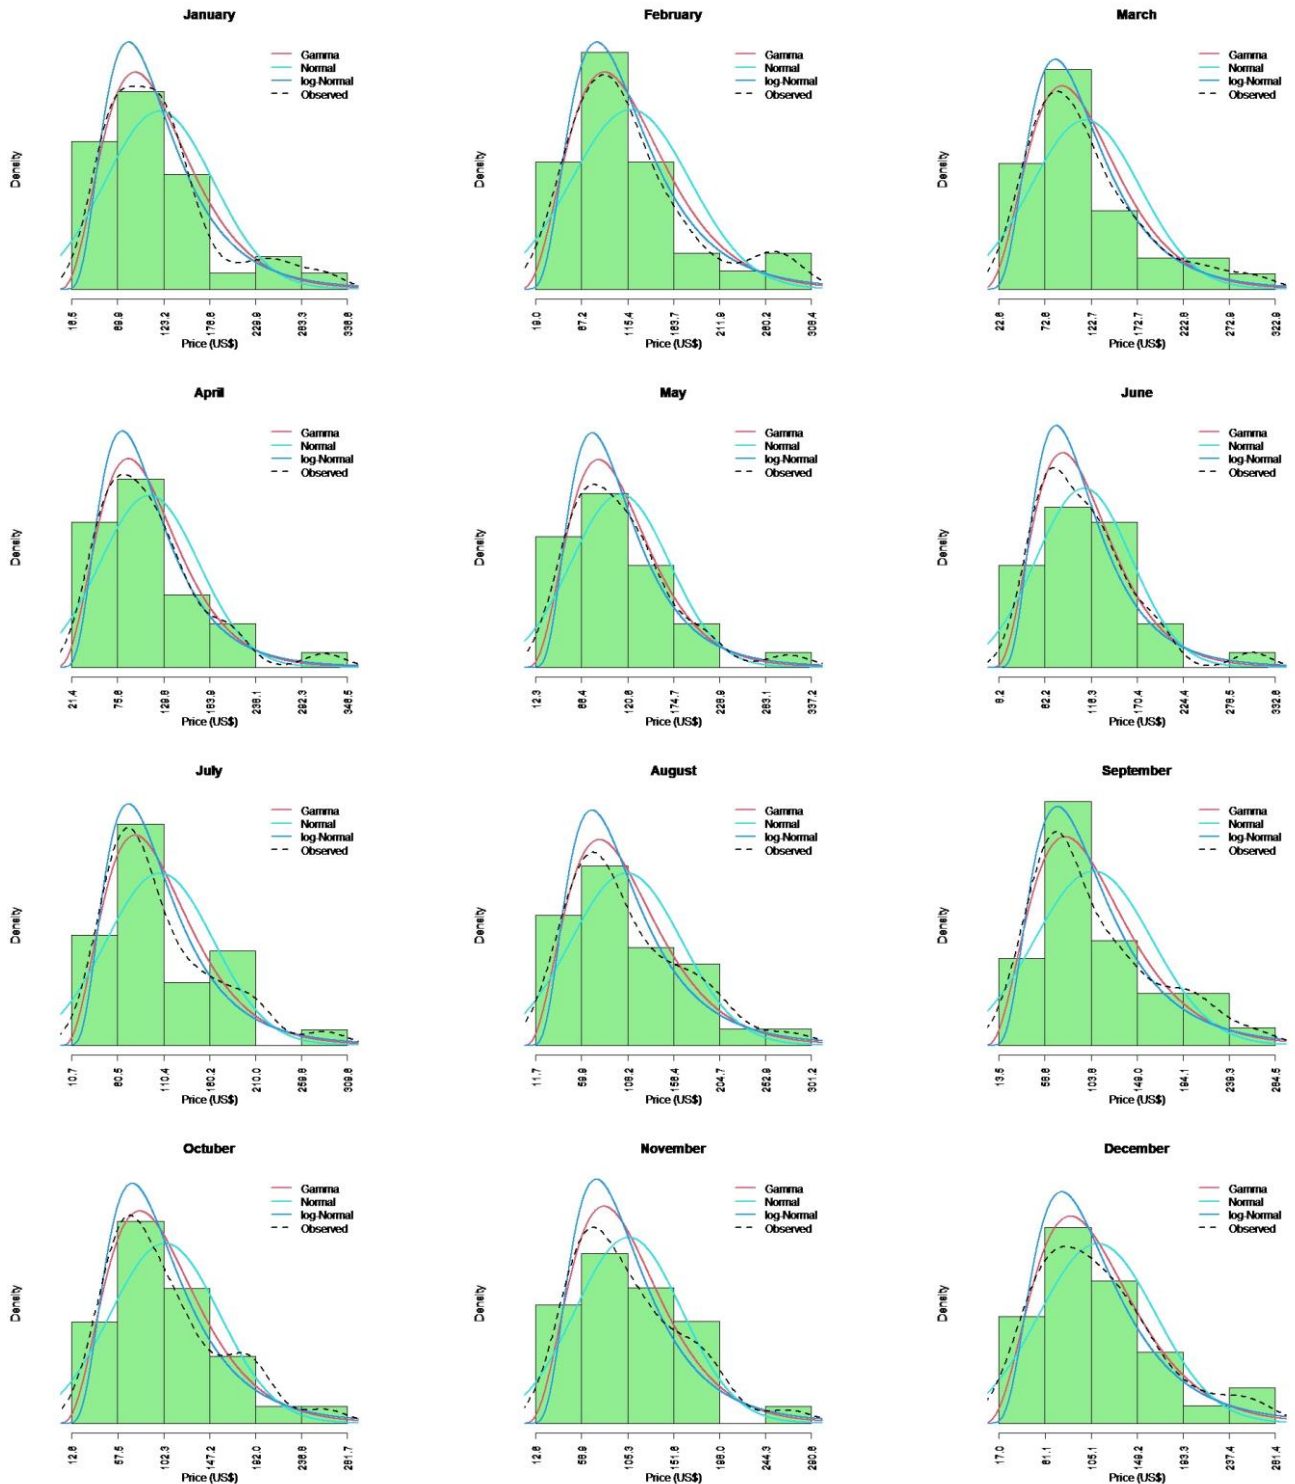 January
Gamma
Normal
log-Normal
Observed
Density
16.5 69.9 123.2 176.6 229.9 283.3 336.6
Price (US$)
February
Gamma
Normal
log-Normal
Observed
Density
19.0 67.2 115.4 163.7 211.9 260.2 308.4
Price (US$)
March
Gamma
Normal
log-Normal
Observed
Density
22.6 72.6 122.7 172.7 222.8 272.8 322.9
Price (US$)
April
Gamma
Normal
log-Normal
Observed
Density
21.4 75.6 129.8 183.9 238.1 292.3 346.5
Price (US$)
May
Gamma
Normal
log-Normal
Observed
Density
12.3 66.4 120.6 174.7 228.9 283.1 337.2
Price (US$)
June
Gamma
Normal
log-Normal
Observed
Density
8.2 62.2 116.3 170.4 224.4 278.5 332.6
Price (US$)
July
Gamma
Normal
log-Normal
Observed
Density
10.7 60.5 110.4 160.2 210.0 259.8 309.6
Price (US$)
August
Gamma
Normal
log-Normal
Observed
Density
11.7 59.9 108.2 156.4 204.7 252.9 301.2
Price (US$)
September
Gamma
Normal
log-Normal
Observed
Density
13.5 58.6 103.8 149.0 194.1 239.3 284.5
Price (US$)
Octuber
Gamma
Normal
log-Normal
Observed
Density
12.6 57.5 102.3 147.2 192.0 236.8 281.7
Price (US$)
November
Gamma
Normal
log-Normal
Observed
Density
12.6 58.9 105.3 151.6 198.0 244.3 290.6
Price (US$)
December
Gamma
Normal
log-Normal
Observed
Density
17.0 61.1 105.1 149.2 193.3 237.4 281.4
Price (US$)